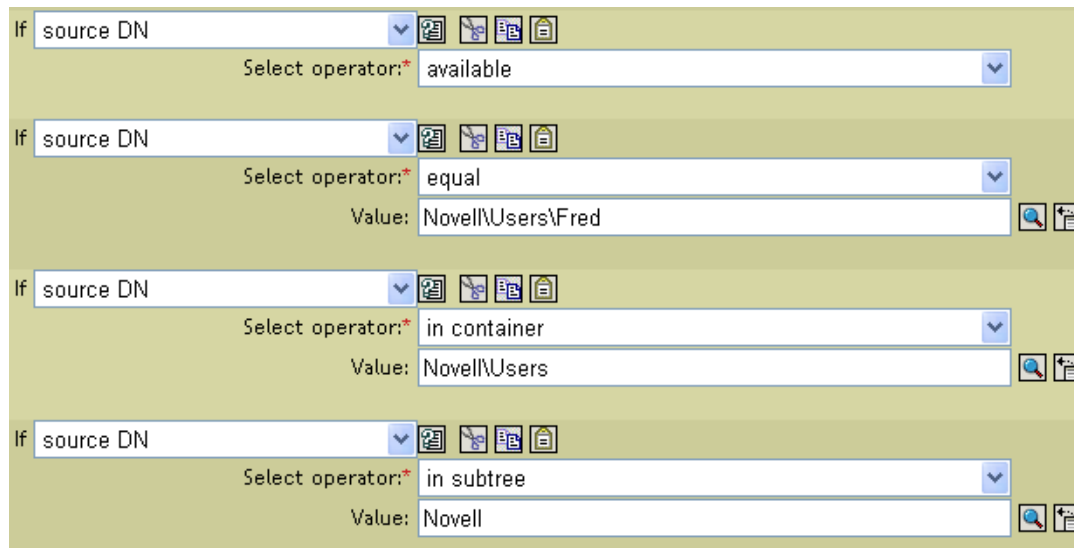 If source DN
Select operator:* available
If source DN
Select operator:* equal
Value: Novell\Users\Fred
If source DN
Select operator:* in container
Value: Novell\Users
If source DN
Select operator:* in subtree
Value: Novell